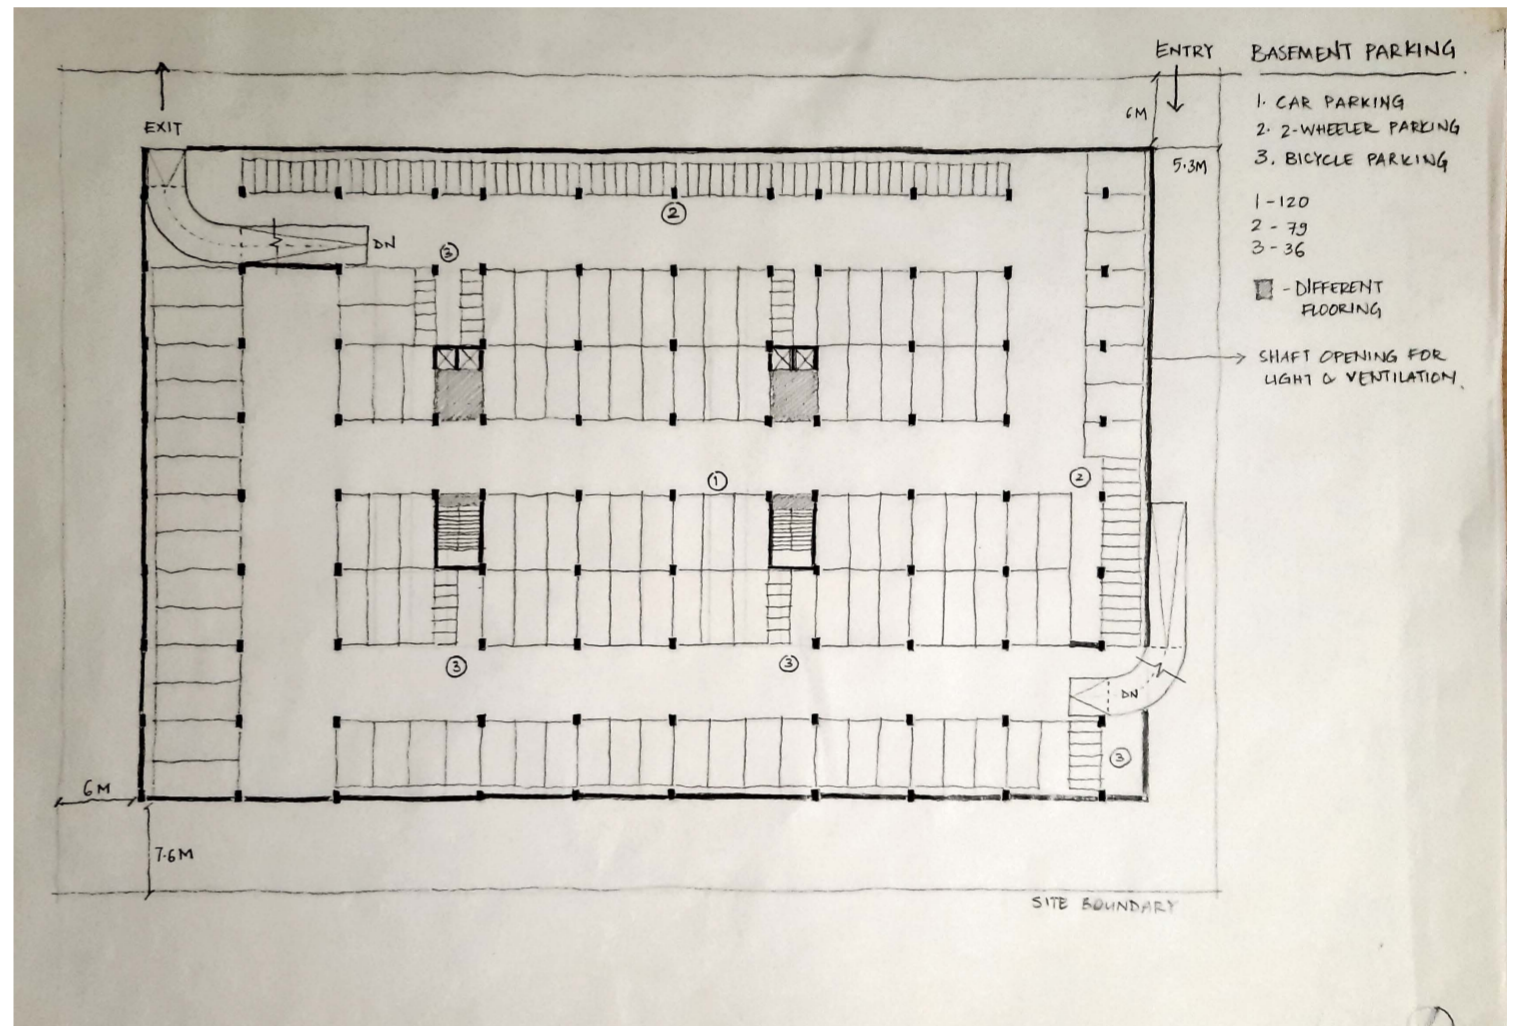 ENTRY
BASEMENT PARKING
1. CAR PARKING
2. 2-WHEELER PARKING
3. BICYCLE PARKING
1 - 120
2 - 79
3 - 36
- DIFFERENT
FLOORING
SHAFT OPENING FOR
LIGHT & VENTILATION.
6M
5.3M
EXIT
2
DN
3
1
2
3
3
DN
3
6M
7.6M
SITE BOUNDARY